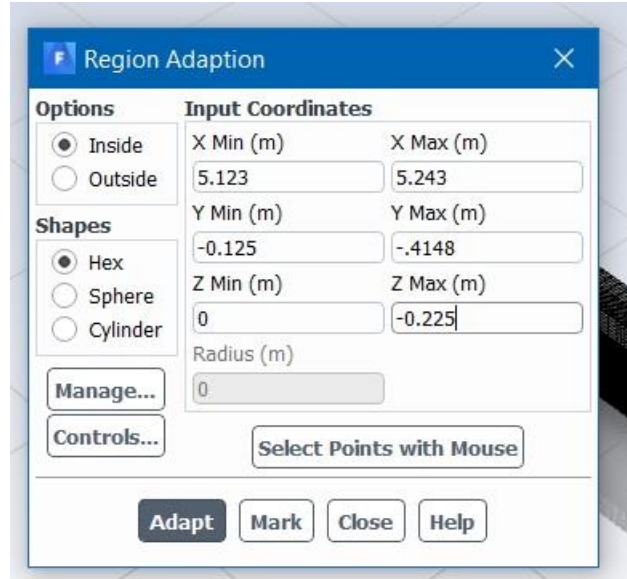 Region Adaption
Options
Inside
Outside
Shapes
Hex
Sphere
Cylinder
Manage...
Controls...
Input Coordinates
X Min (m) X Max (m)
5.123 5.243
Y Min (m) Y Max (m)
-0.125 -.4148
Z Min (m) Z Max (m)
0 -0.225
Radius (m)
0
Select Points with Mouse
Adapt Mark Close Help